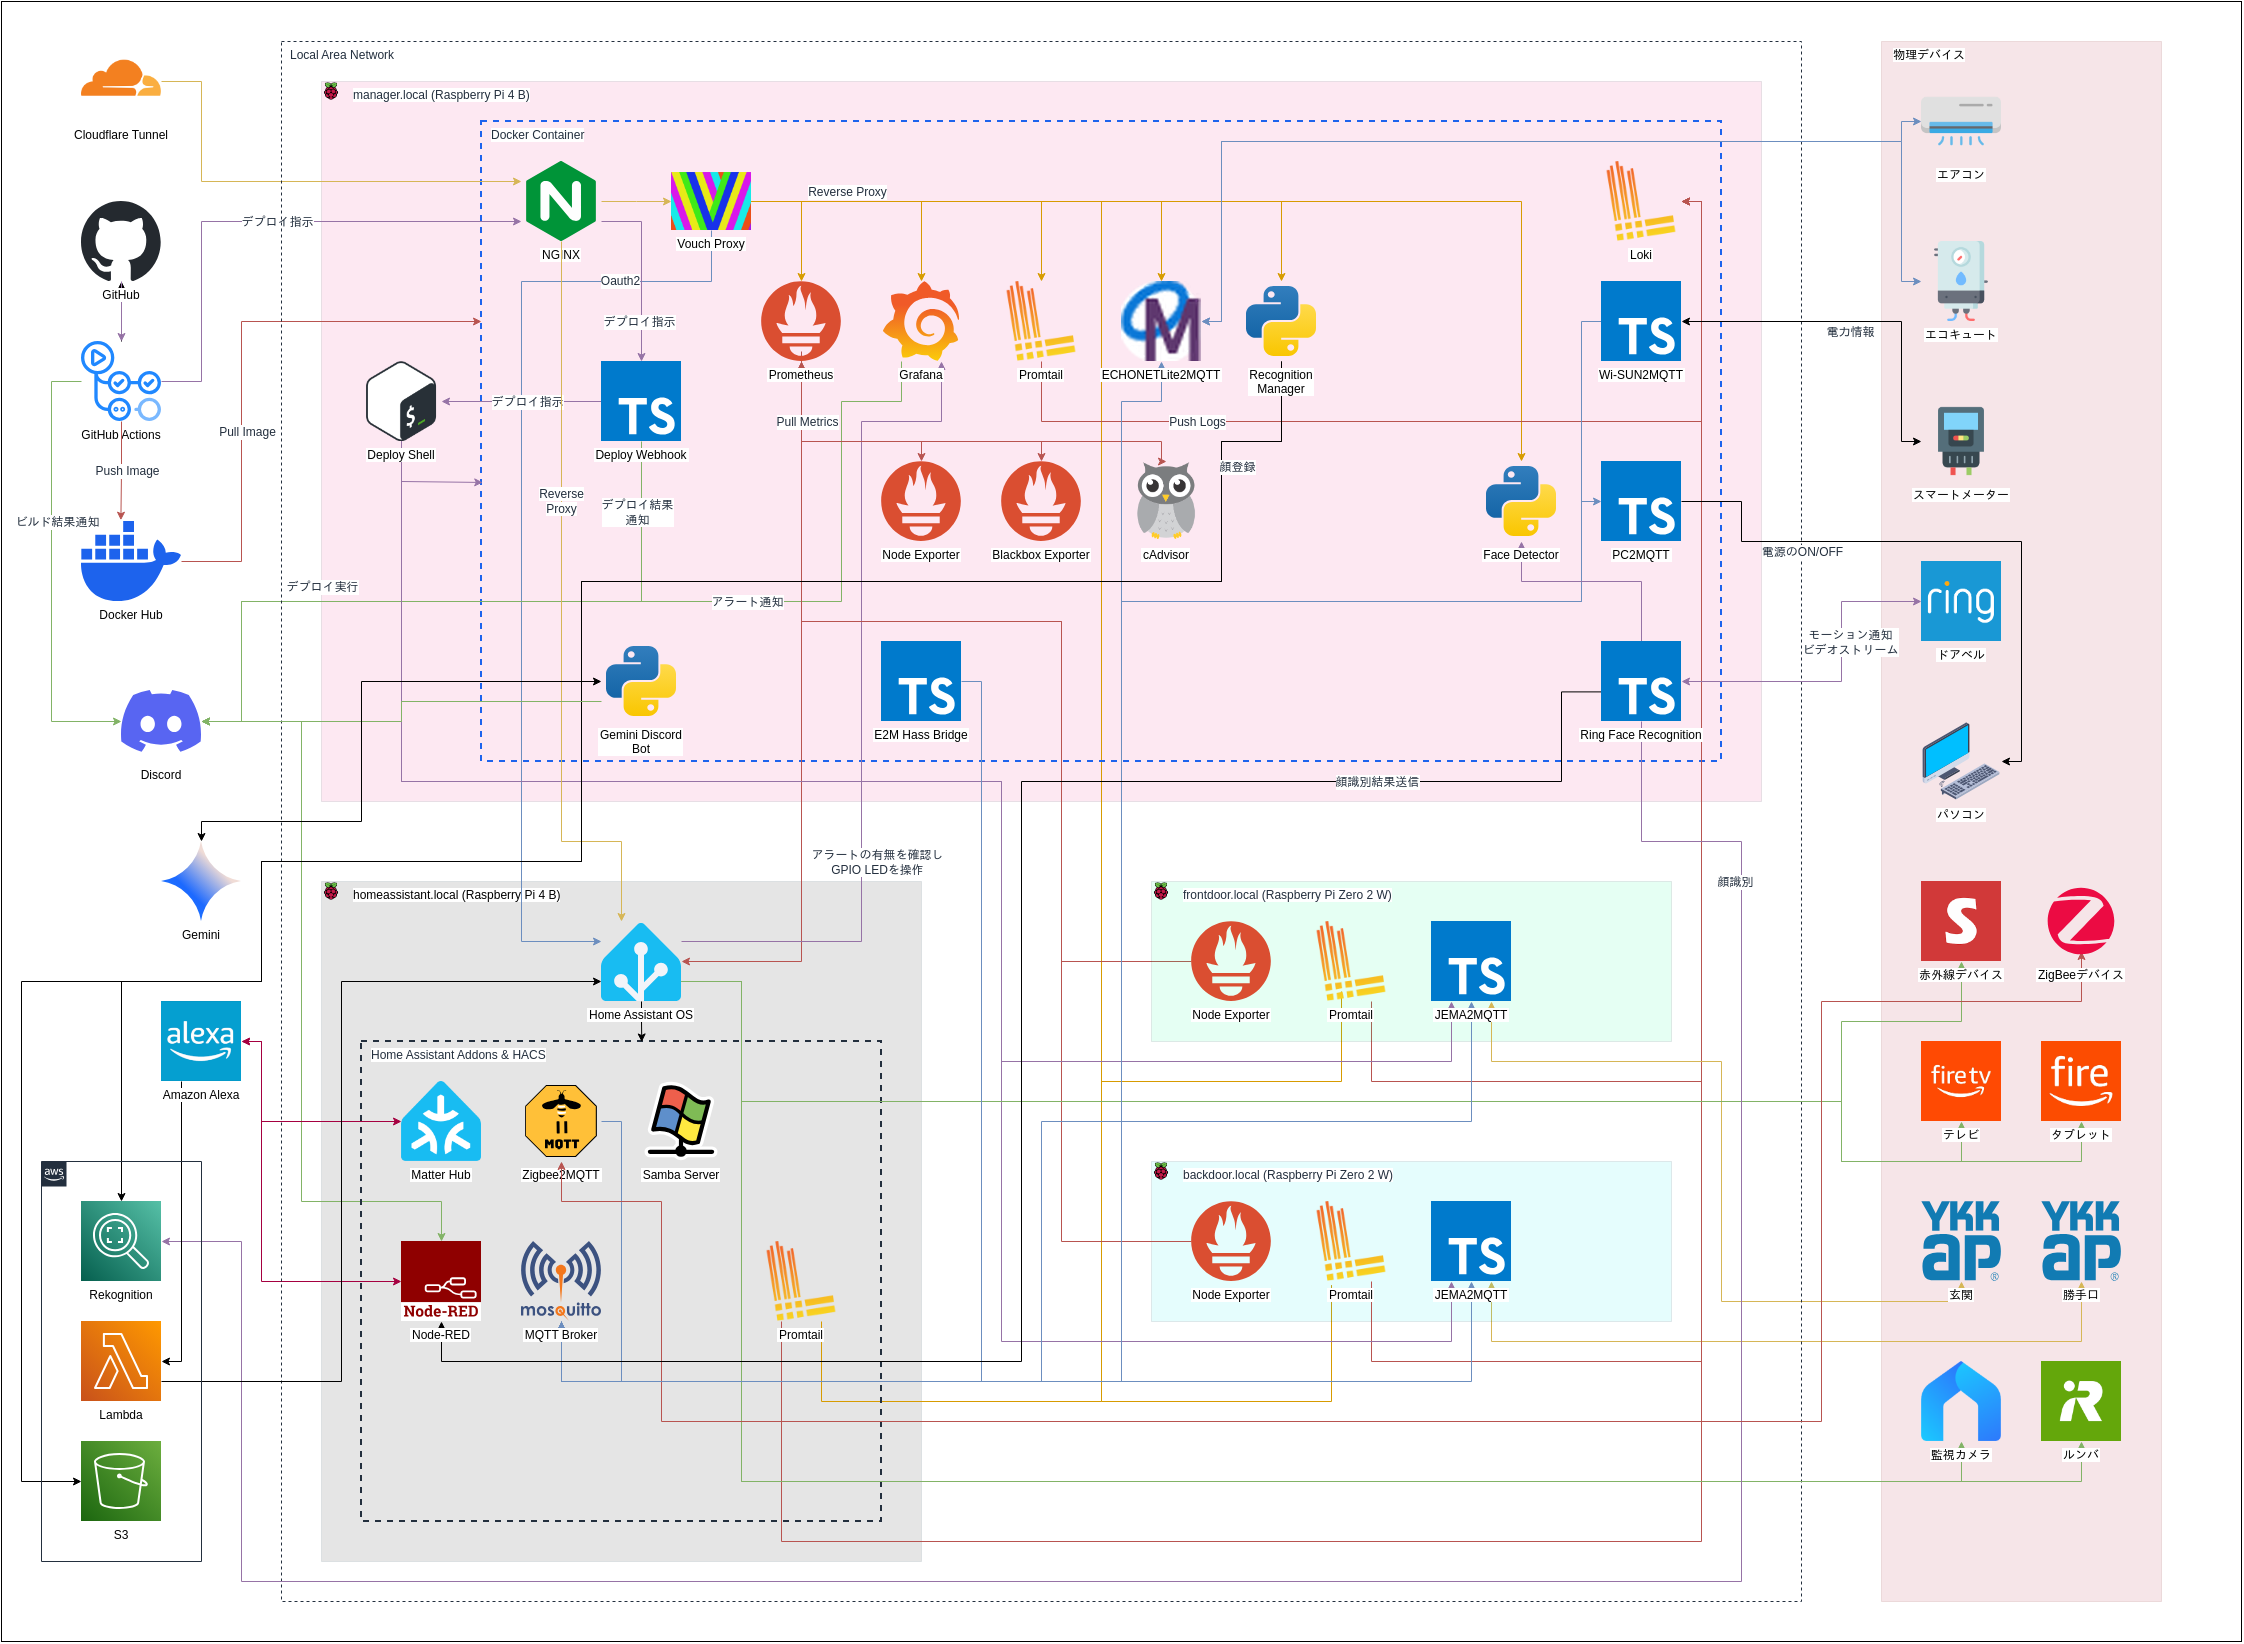 Local Area Network
物理デバイス
manager.local (Raspberry Pi 4 B)
Cloudflare Tunnel
Docker Container
エアコン
Reverse Proxy
デプロイ指示
Vouch Proxy
NGINX
Loki
Oauth2
GitHub
デプロイ指示
電力情報
エコキュート
TS
TS
Prometheus
Grafana
Promtail
ECHONETLite2MQTT
Recognition
Manager
Wi-SUN2MQTT
デプロイ指示
Pull Metrics
Push Logs
Pull Image
GitHub Actions
Deploy Shell
Deploy Webhook
顔登録
Push Image
スマートメーター
Reverse
Proxy
デプロイ結果
通知
ビルド結果通知
TS
Node Exporter
Blackbox Exporter
cAdvisor
Face Detector
PC2MQTT
電源のON/OFF
デプロイ実行
アラート通知
ring
Docker Hub
モーション通知
ビデオストリーム
ドアベル
TS
TS
Gemini Discord
Bot
E2M Hass Bridge
Ring Face Recognition
Discord
顔識別結果送信
パソコン
アラートの有無を確認し
GPIO LEDを操作
顔識別
homeassistant.local (Raspberry Pi 4 B)
frontdoor.local (Raspberry Pi Zero 2 W)
Gemini
TS
赤外線デバイス
ZigBeeデバイス
Home Assistant OS
Node Exporter
Promtail
JEMA2MQTT
alexa
Home Assistant Addons & HACS
fire tv
fire
Amazon Alexa
MQTT
テレビ
タブレット
Matter Hub
Zigbee2MQTT
Samba Server
backdoor.local (Raspberry Pi Zero 2 W)
aws
YKK
ap®
YKK
ap®
TS
Rekognition
Node Exporter
Promtail
JEMA2MQTT
玄関
勝手口
Node-RED
mosquitto
Node-RED
MQTT Broker
Promtail
Lambda
監視カメラ
ルンバ
S3